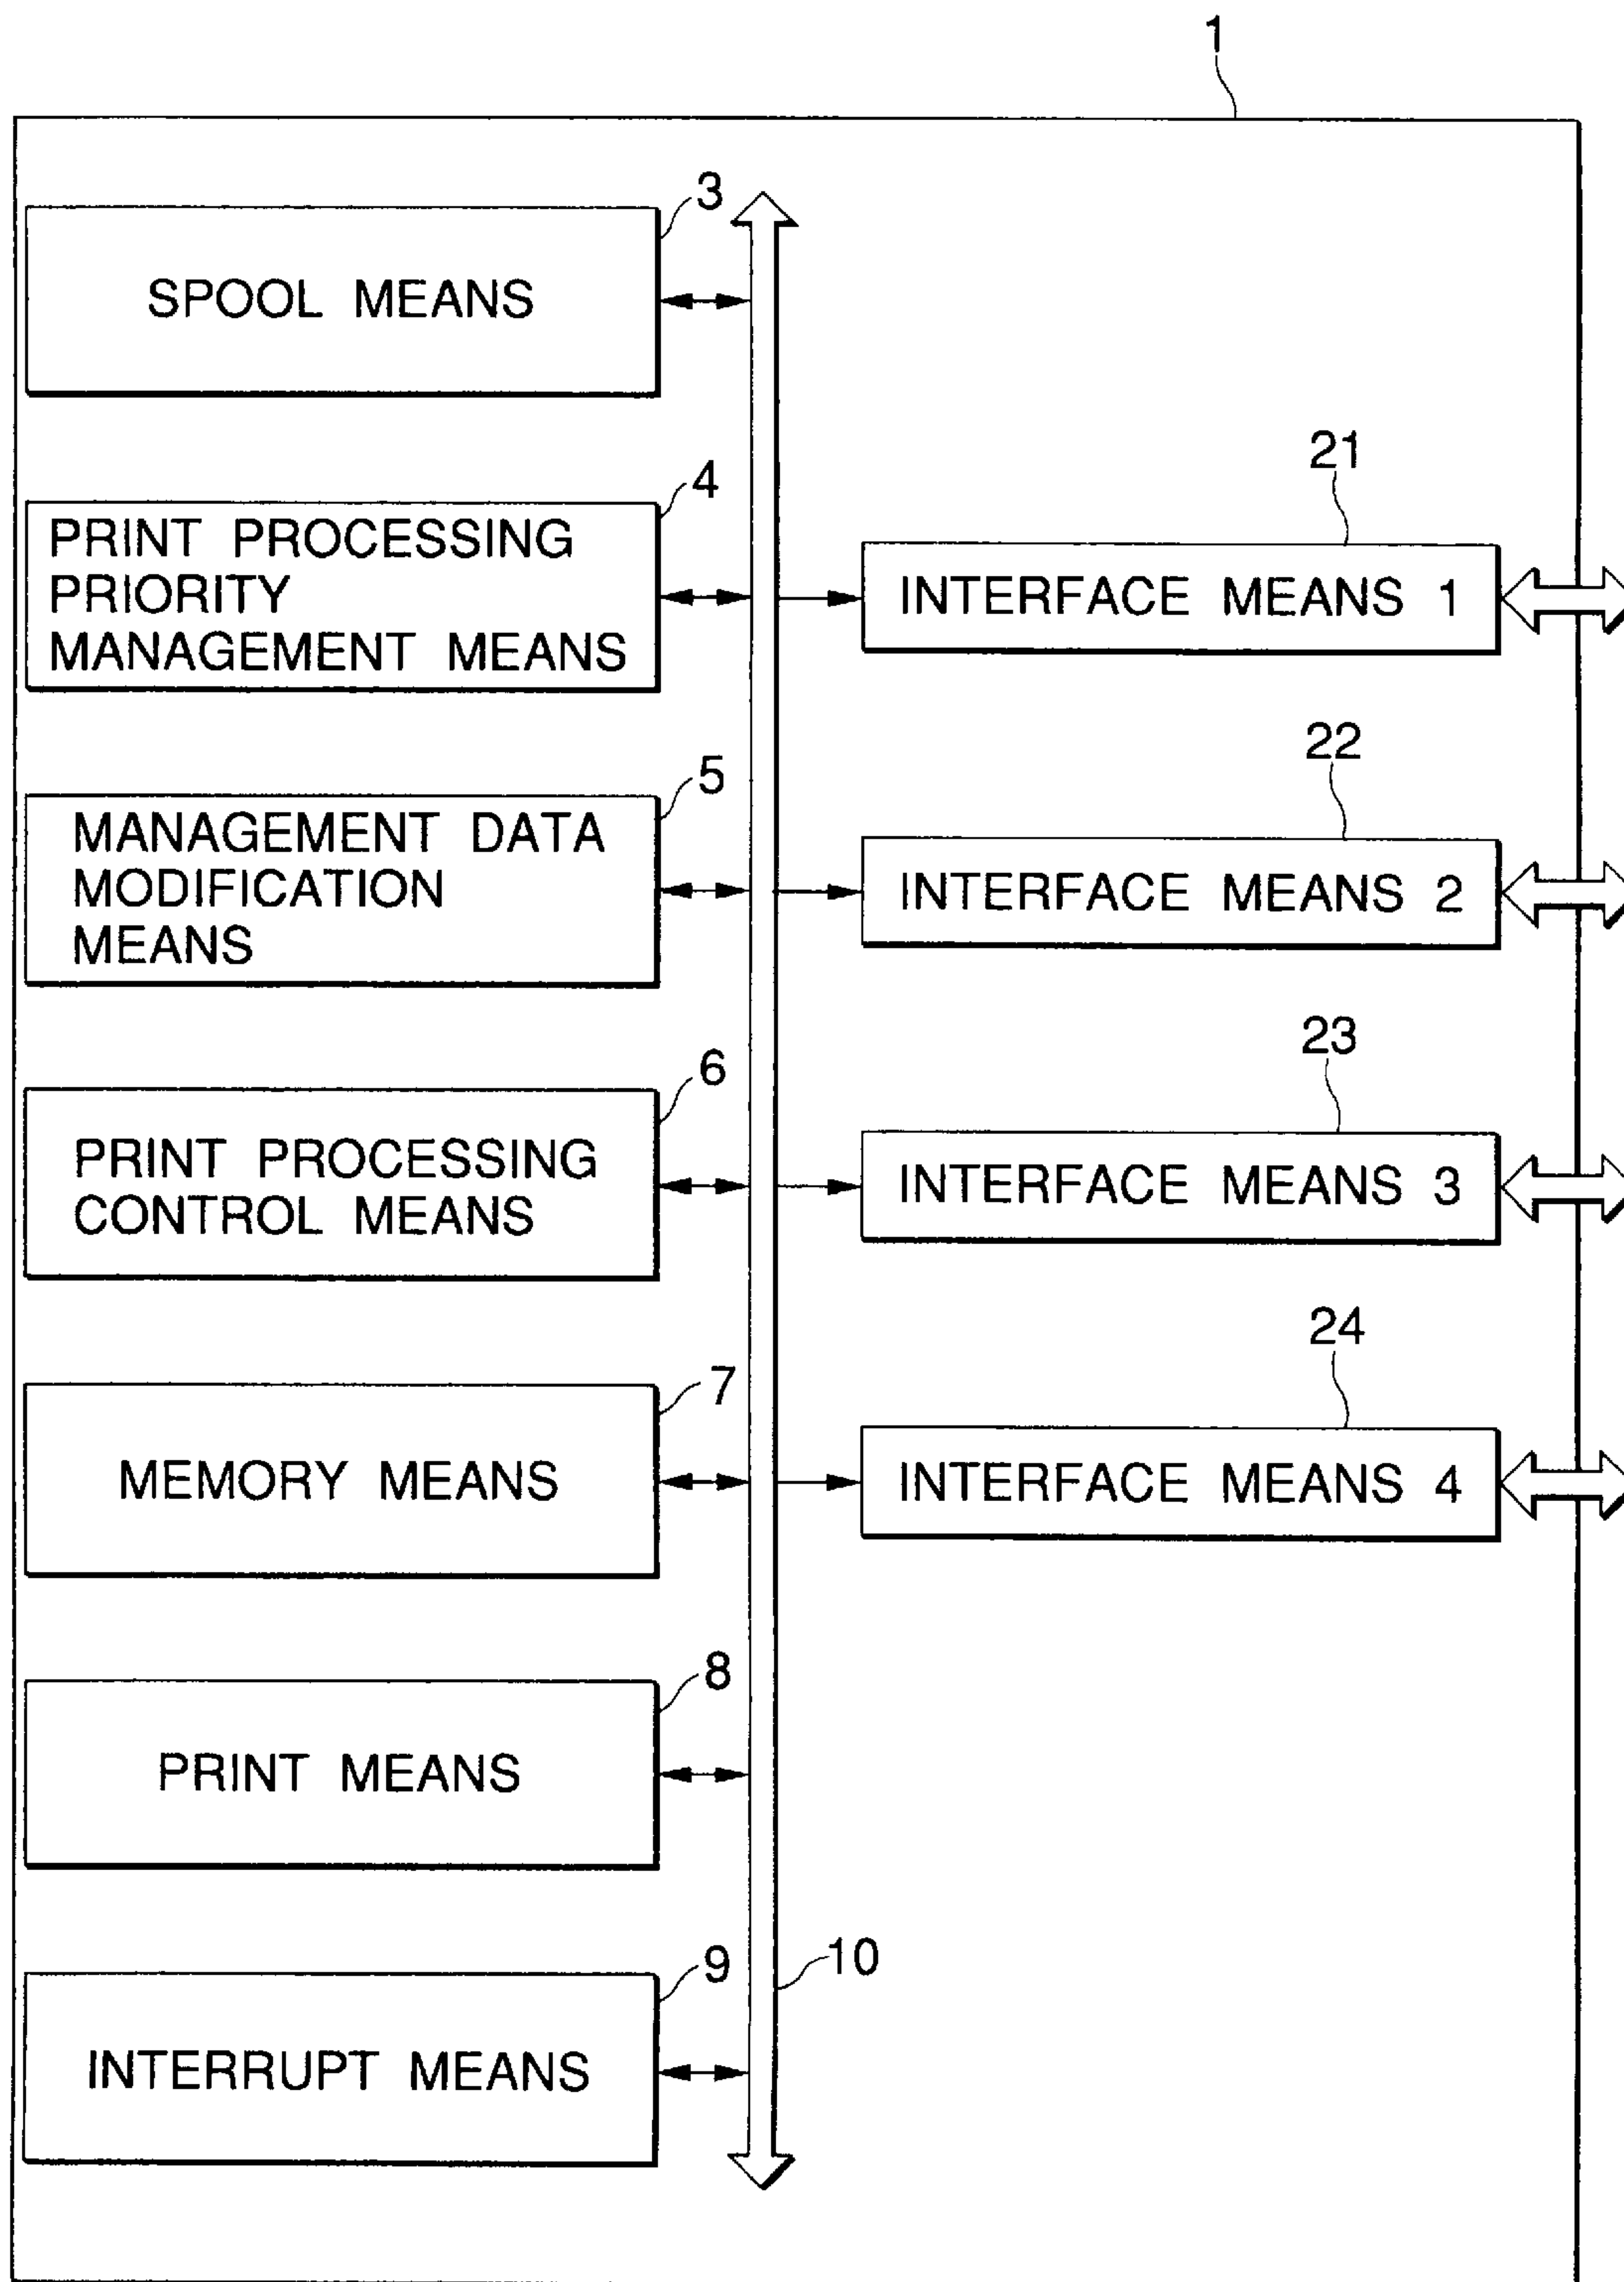 1
3
SPOOL MEANS
4
PRINT PROCESSING
PRIORITY
MANAGEMENT MEANS
21
INTERFACE MEANS 1
5
MANAGEMENT DATA
MODIFICATION
MEANS
22
INTERFACE MEANS 2
6
PRINT PROCESSING
CONTROL MEANS
23
INTERFACE MEANS 3
7
MEMORY MEANS
24
INTERFACE MEANS 4
8
PRINT MEANS
9
INTERRUPT MEANS
10